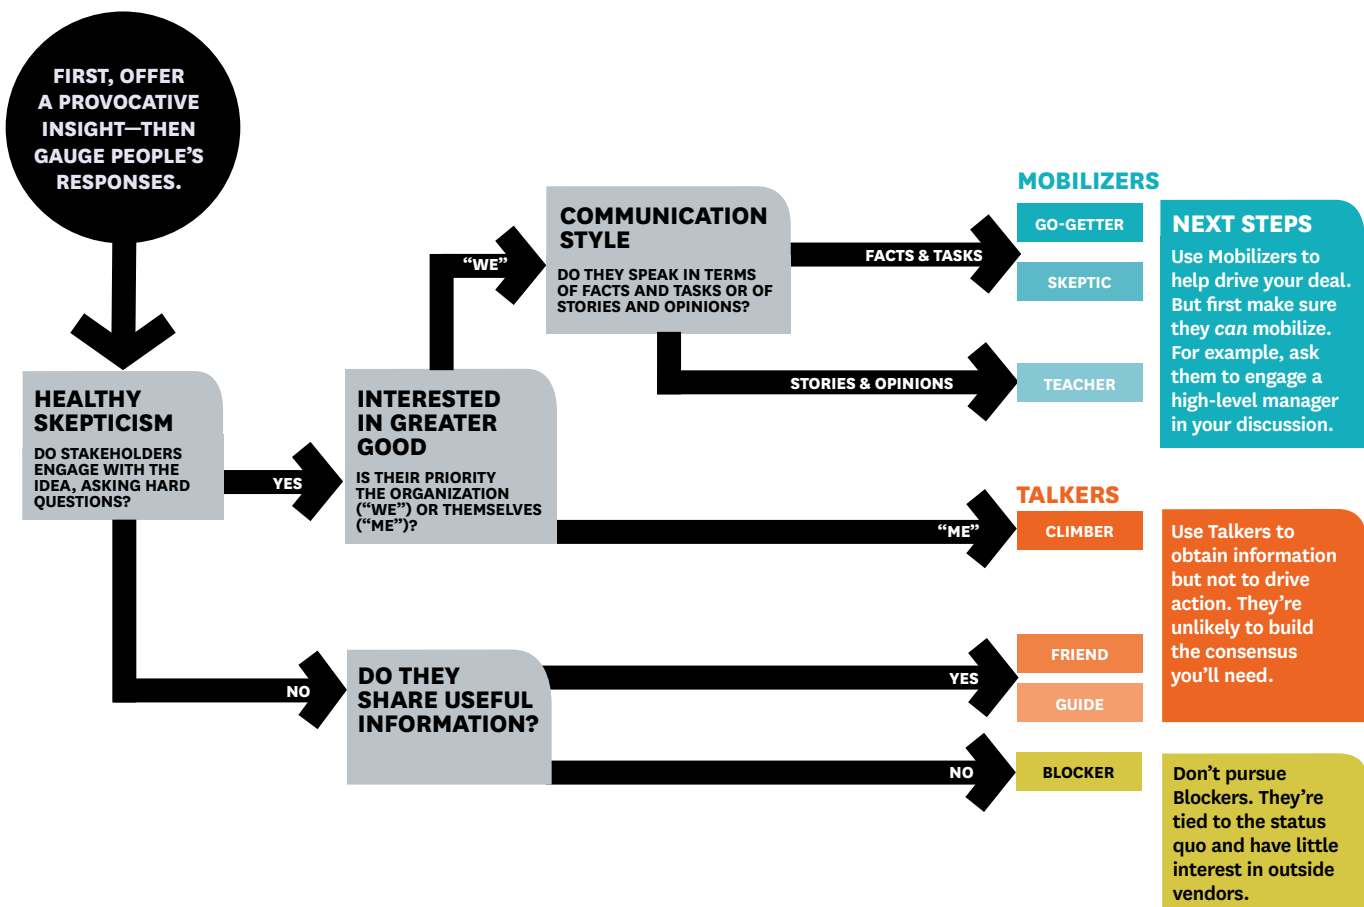 FIRST, OFFER
A PROVOCATIVE
INSIGHT—THEN
GAUGE PEOPLE’S
RESPONSES.
HEALTHY
SKEPTICISM
DO STAKEHOLDERS
ENGAGE WITH THE
IDEA, ASKING HARD
QUESTIONS?
YES
NO
INTERESTED
IN GREATER
GOOD
IS THEIR PRIORITY
THE ORGANIZATION
(“WE”) OR THEMSELVES
(“ME”)?
“WE”
“ME”
COMMUNICATION
STYLE
DO THEY SPEAK IN TERMS
OF FACTS AND TASKS OR OF
STORIES AND OPINIONS?
FACTS & TASKS
STORIES & OPINIONS
DO THEY
SHARE USEFUL
INFORMATION?
YES
NO
MOBILIZERS
GO-GETTER
SKEPTIC
TEACHER
NEXT STEPS
Use Mobilizers to
help drive your deal.
But first make sure
they can mobilize.
For example, ask
them to engage a
high-level manager
in your discussion.
TALKERS
CLIMBER
FRIEND
GUIDE
Use Talkers to
obtain information
but not to drive
action. They’re
unlikely to build
the consensus
you’ll need.
BLOCKER
Don’t pursue
Blockers. They’re
tied to the status
quo and have little
interest in outside
vendors.